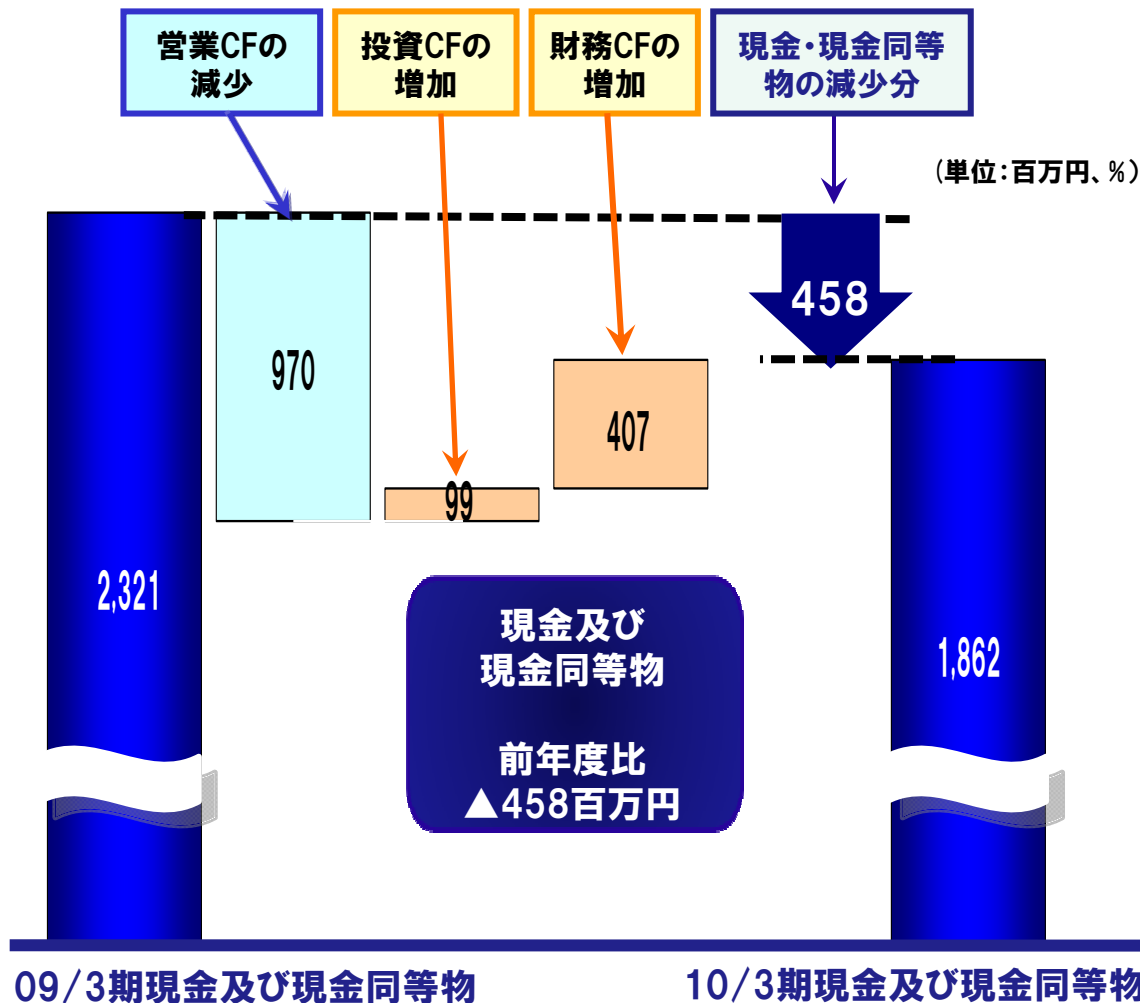 営業CFの
減少
投資CFの
増加
財務CFの
増加
現金・現金同等
物の減少分
(単位:百万円、%)
458
970
407
99
2,321
現金及び
現金同等物
前年度比
▲458百万円
1,862
09/3期現金及び現金同等物
10/3期現金及び現金同等物